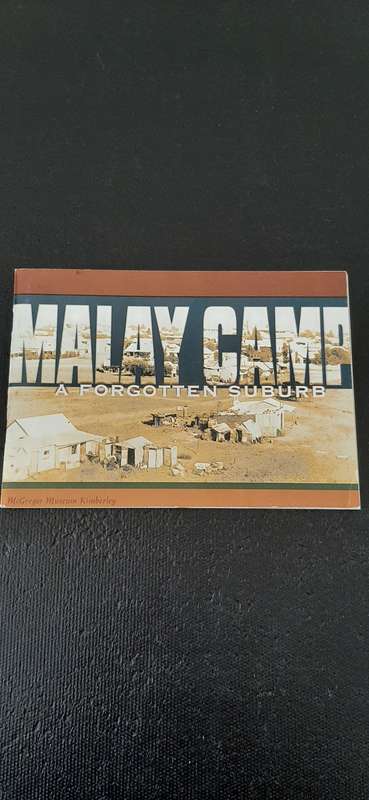 MALAY CAMP
A FORGOTTEN SUBURB
McGregor Museum Kimberley